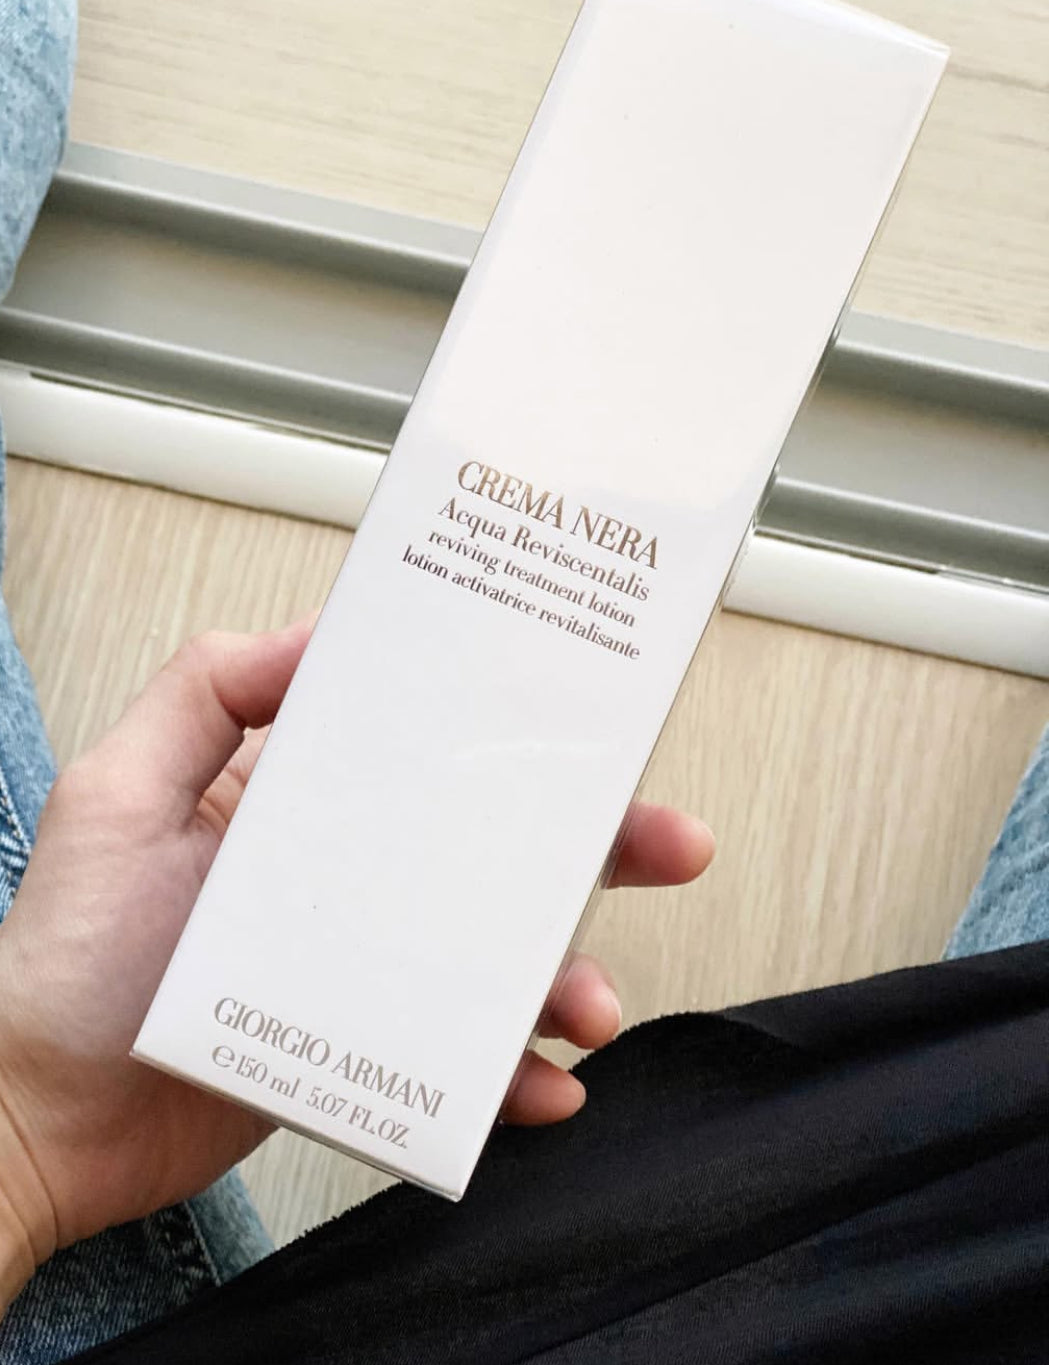 CREMA NERA
Acqua Reviscentalis
reviving treatment lotion
lotion activatrice revitalisante
GIORGIO ARMANI
℮150 ml 5.07 FL.OZ.